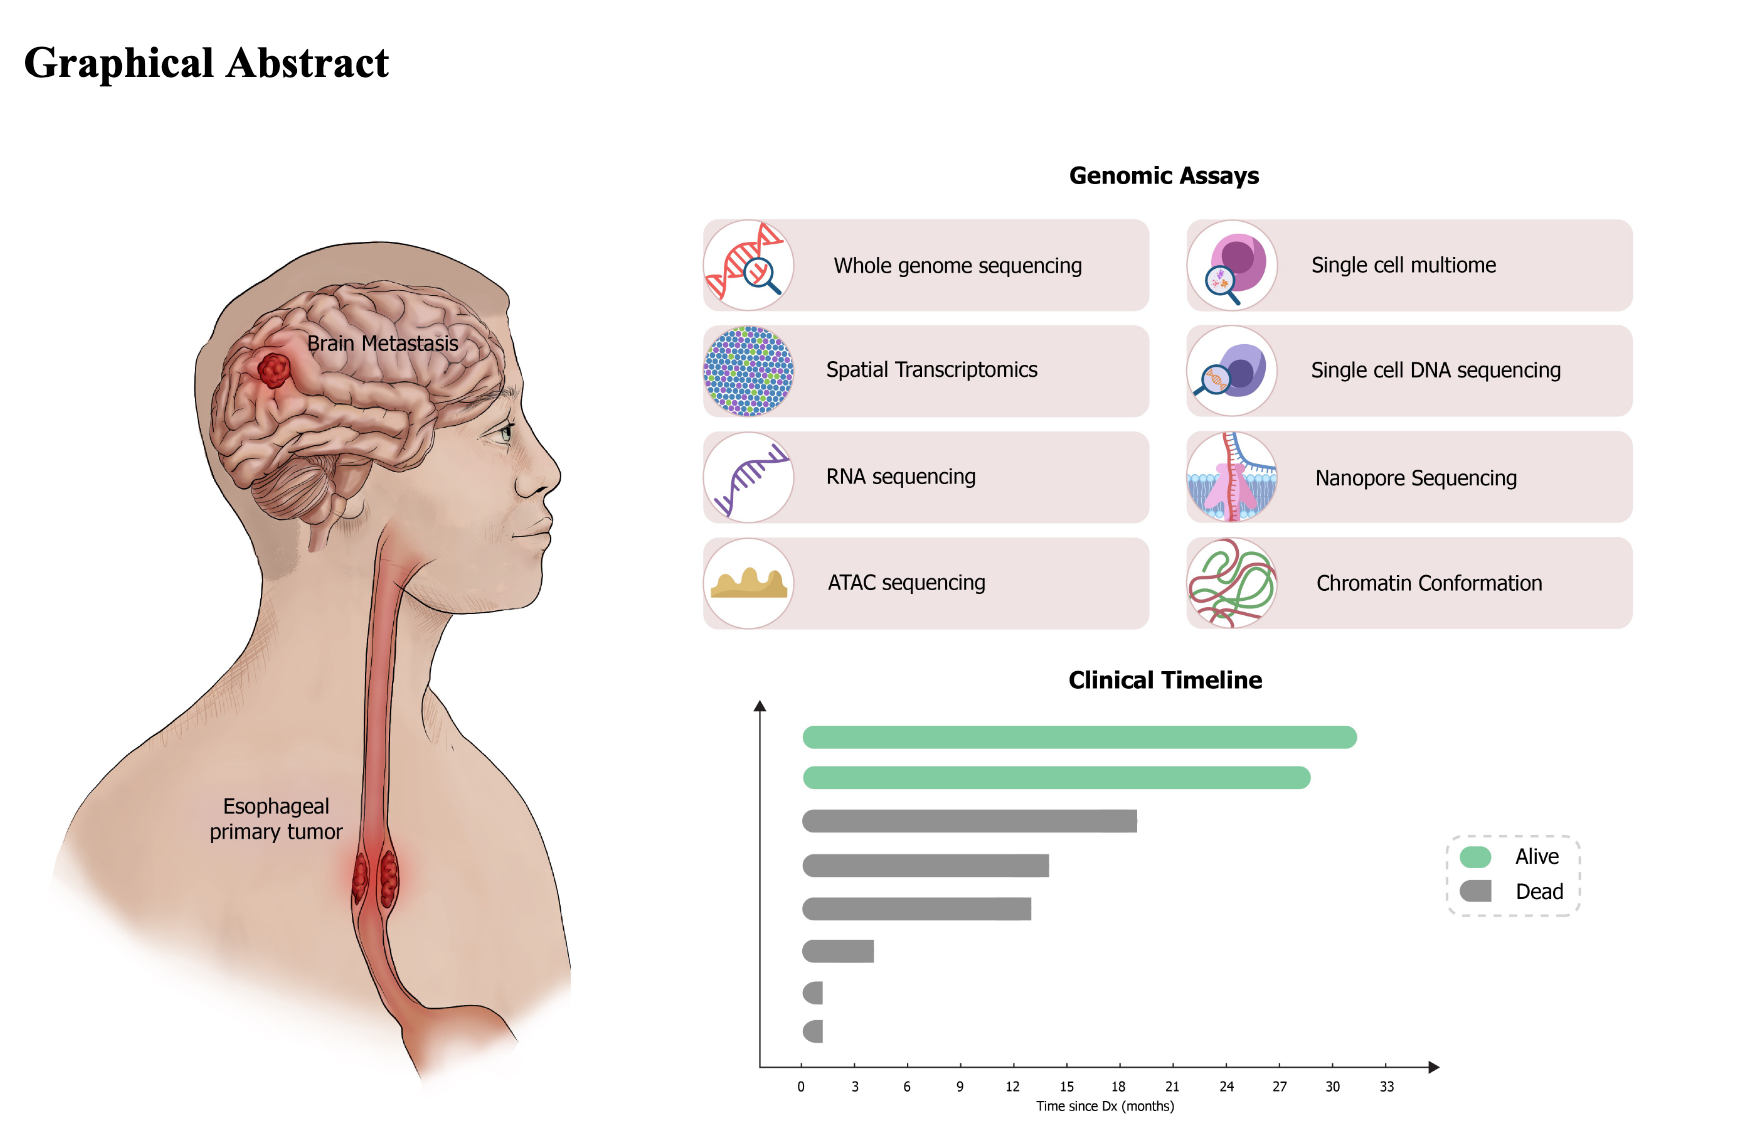 Graphical Abstract
Brain Metastasis
Esophageal
primary tumor
Genomic Assays
Whole genome sequencing
Single cell multiome
Spatial Transcriptomics
Single cell DNA sequencing
RNA sequencing
Nanopore Sequencing
ATAC sequencing
Chromatin Conformation
Clinical Timeline
Alive
Dead
0 3 6 9 12 15 18 21 24 27 30 33
Time since Dx (months)